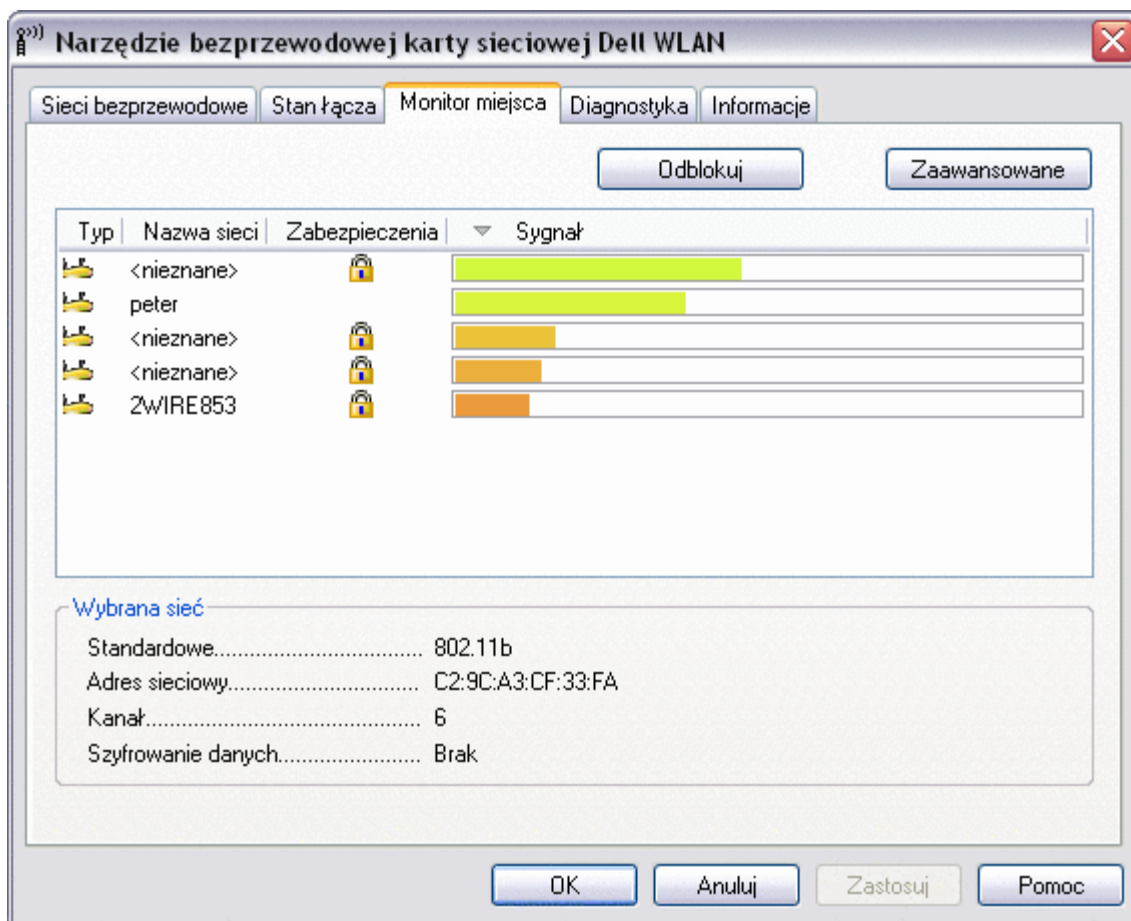 Narzędzie bezprzewodowej karty sieciowej Dell WLAN
Sieci bezprzewodowe Stan łącza Monitor miejsca Diagnostyka Informacje
Odblokuj Zaawansowane
Typ Nazwa sieci Zabezpieczenia Sygnał
<nieznane>
peter
<nieznane>
<nieznane>
2WIRE853
Wybrana sieć
Standardowe................................. 802.11b
Adres sieciowy............................... C2:9C:A3:CF:33:FA
Kanał............................................ 6
Szyfrowanie danych....................... Brak
OK Anuluj Zastosuj Pomoc